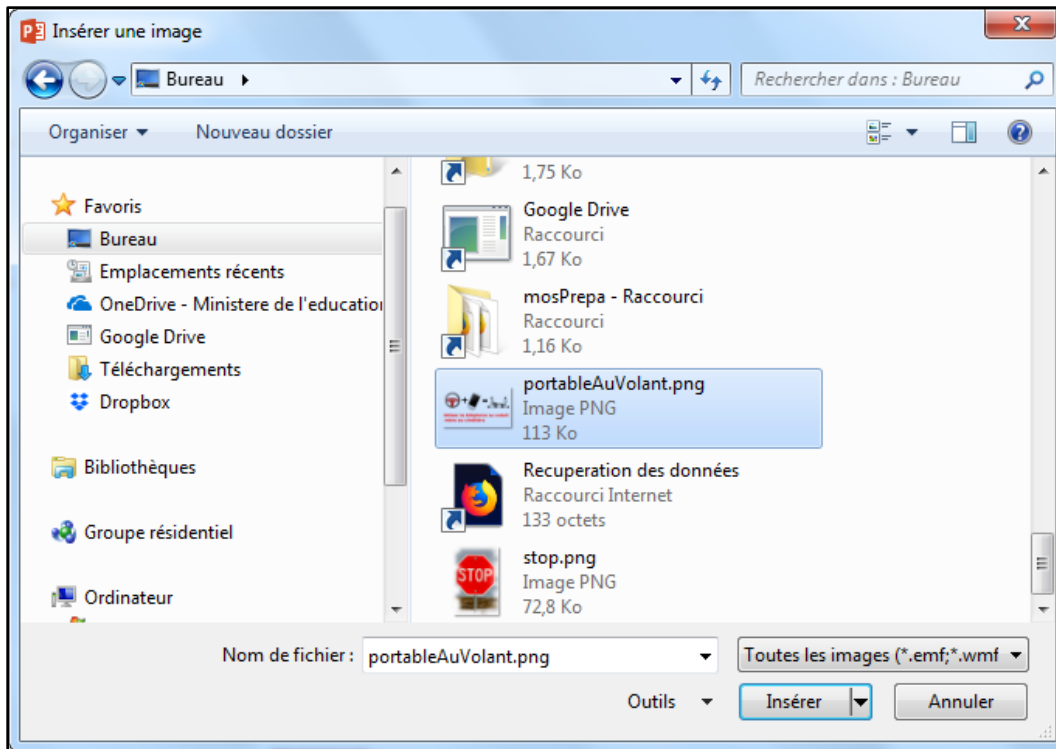 Insérer une image
Bureau
Rechercher dans : Bureau
Organiser
Nouveau dossier
Favoris
Bureau
Emplacements récents
OneDrive - Ministere de l'education
Google Drive
Téléchargements
Dropbox
Bibliothèques
Groupe résidentiel
Ordinateur
1,75 Ko
Google Drive
Raccourci
1,67 Ko
mosPrepa - Raccourci
Raccourci
1,16 Ko
portableAuVolant.png
Image PNG
113 Ko
Recuperation des données
Raccourci Internet
133 octets
STOP
stop.png
Image PNG
72,8 Ko
Nom de fichier : portableAuVolant.png
Toutes les images (*.emf;*.wmf
Outils
Insérer
Annuler